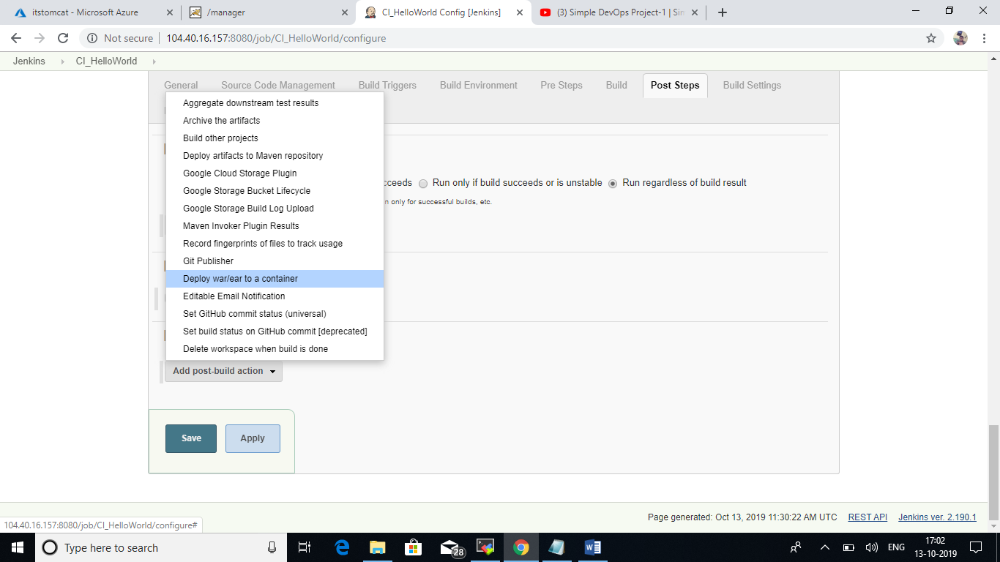 itstomcat - Microsoft Azure
/manager
CI_HelloWorld Config [Jenkins]
(3) Simple DevOps Project-1 | Sim
Not secure
104.40.16.157:8080/job/CI_HelloWorld/configure
Jenkins
CI_HelloWorld
General
Source Code Management
Build Triggers
Build Environment
Pre Steps
Build
Post Steps
Build Settings
Aggregate downstream test results
Archive the artifacts
Build other projects
Deploy artifacts to Maven repository
Google Cloud Storage Plugin
cceeds
Run only if build succeeds or is unstable
Run regardless of build result
Google Storage Bucket Lifecycle
n only for successful builds, etc.
Google Storage Build Log Upload
Maven Invoker Plugin Results
Record fingerprints of files to track usage
Git Publisher
Deploy war/ear to a container
Editable Email Notification
Set GitHub commit status (universal)
Set build status on GitHub commit [deprecated]
Delete workspace when build is done
Add post-build action
Save
Apply
Page generated: Oct 13, 2019 11:30:22 AM UTC
REST API
Jenkins ver. 2.190.1
104.40.16.157:8080/job/CI_HelloWorld/configure#
Type here to search
28
ENG
17:02
13-10-2019